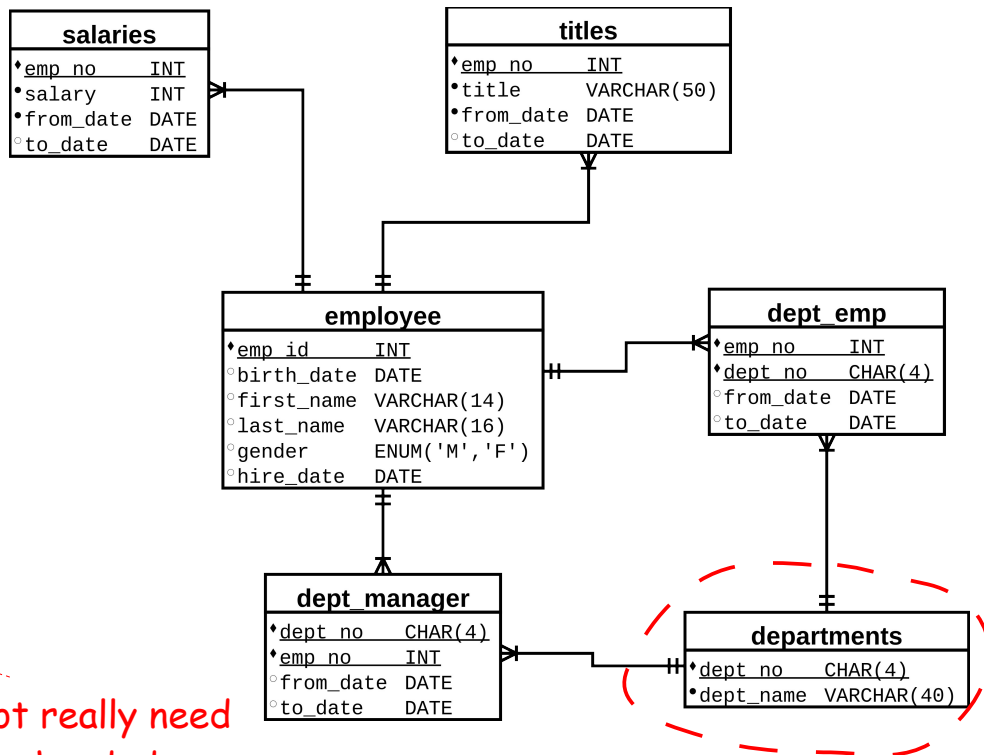 salaries
emp_no INT
salary INT
from_date DATE
to_date DATE
titles
emp_no INT
title VARCHAR(50)
from_date DATE
to_date DATE
employee
emp_id INT
birth_date DATE
first_name VARCHAR(14)
last_name VARCHAR(16)
gender ENUM('M','F')
hire_date DATE
dept_emp
emp_no INT
dept_no CHAR(4)
from_date DATE
to_date DATE
dept_manager
dept_no CHAR(4)
emp_no INT
from_date DATE
to_date DATE
departments
dept_no CHAR(4)
dept_name VARCHAR(40)
really need